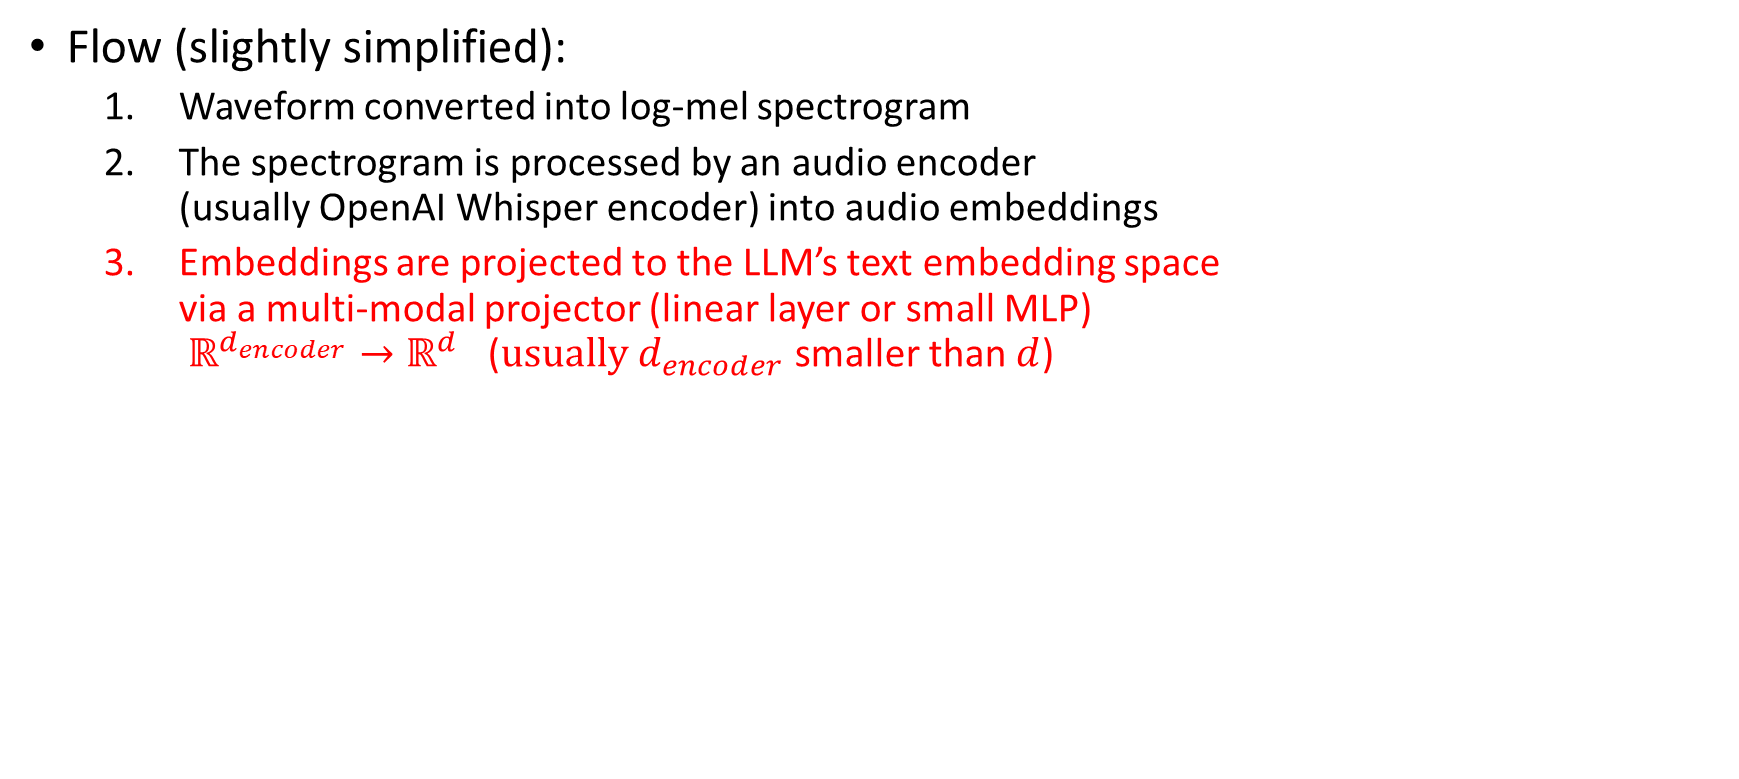 • Flow (slightly simplified):
1. Waveform converted into log-mel spectrogram
2. The spectrogram is processed by an audio encoder
(usually OpenAI Whisper encoder) into audio embeddings
3. Embeddings are projected to the LLM’s text embedding space
via a multi-modal projector (linear layer or small MLP)
ℝ^{d_{encoder}} → ℝ^d (usually d_{encoder} smaller than d)